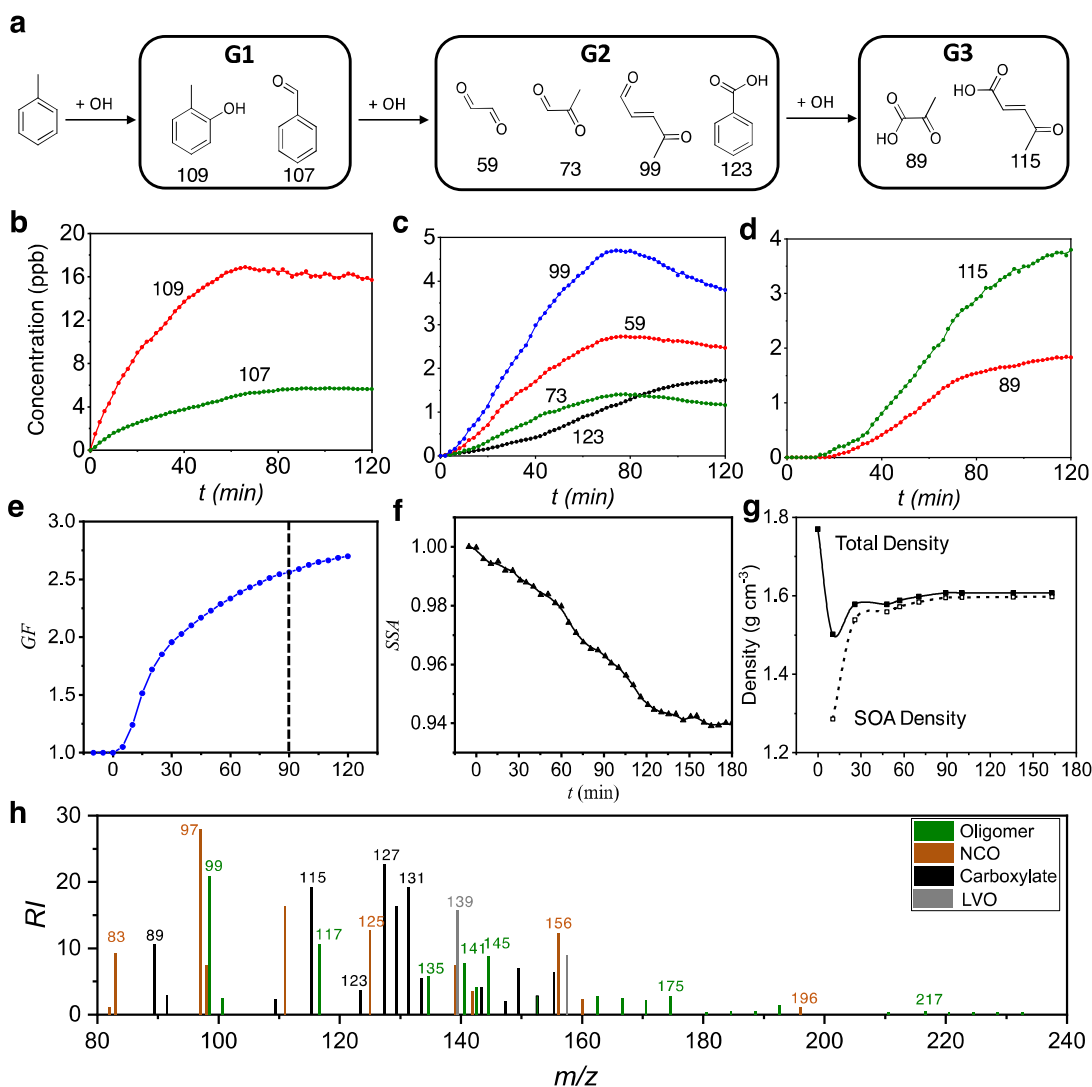 a
G1
G2
G3
+ OH
+ OH
+ OH
OH
O
O
O
O
O
O
O
O
OH
O
HO
O
O
HO
O
109
107
59
73
99
123
89
115
b
c
d
Concentration (ppb)
20
16
12
8
4
0
109
107
0
40
80
120
t (min)
5
4
3
2
1
0
99
59
73
123
0
40
80
120
t (min)
4
3
2
1
0
115
89
0
40
80
120
t (min)
e
f
g
GF
3.0
2.5
2.0
1.5
1.0
0
30
60
90
120
SSA
1.00
0.98
0.96
0.94
0
30
60
90
120
150
180
t (min)
Density (g cm⁻³)
1.8
1.6
1.4
1.2
Total Density
SOA Density
0
30
60
90
120
150
180
h
RI
30
20
10
0
83
89
97
99
115
117
123
125
127
131
135
139
141
145
156
175
196
217
Oligomer
NCO
Carboxylate
LVO
80
100
120
140
160
180
200
220
240
m/z